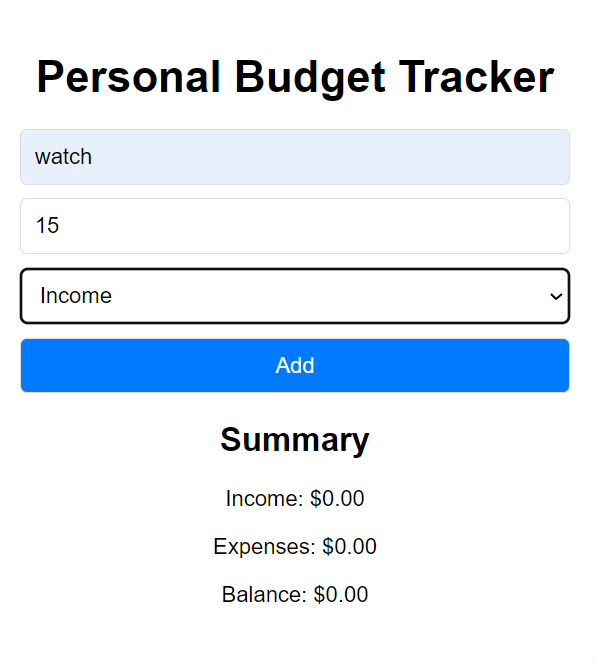 Personal Budget Tracker
watch
15
Income
Add
Summary
Income: $0.00
Expenses: $0.00
Balance: $0.00